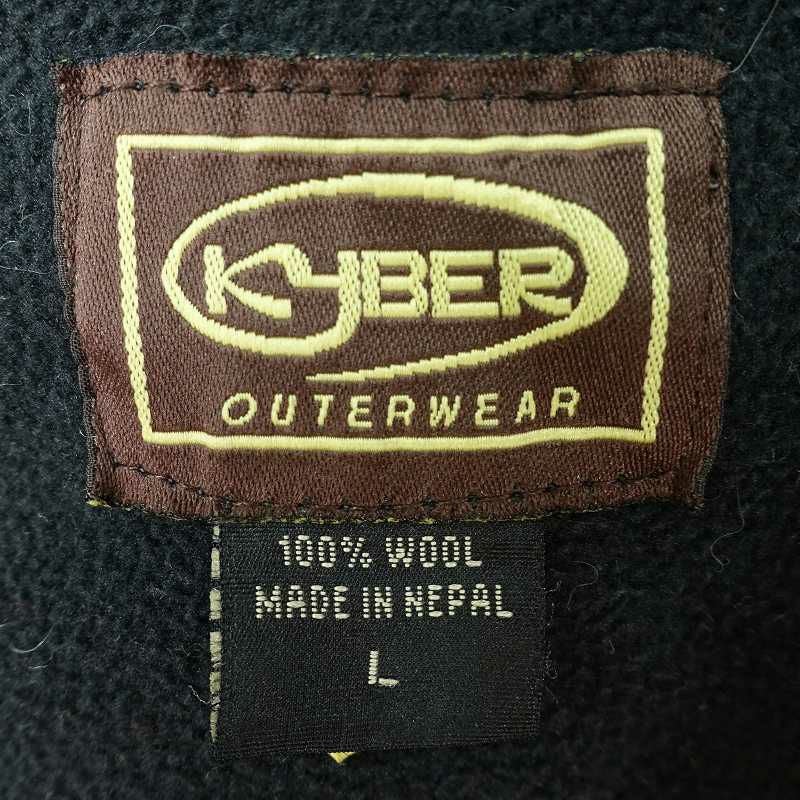 KyBER
OUTERWEAR
100% WOOL
MADE IN NEPAL
L